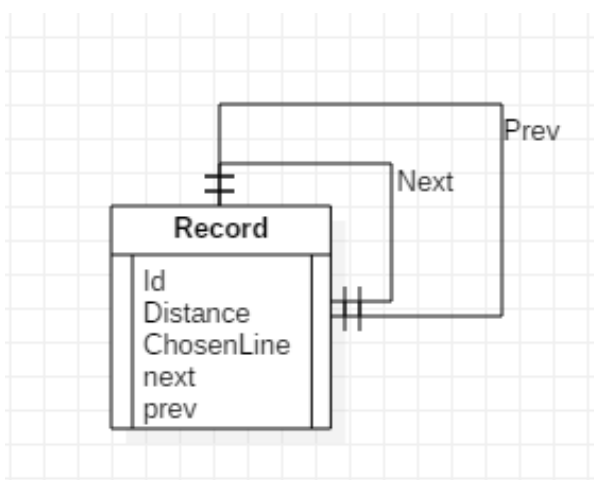 Prev
Next
Record
Id
Distance
ChosenLine
next
prev